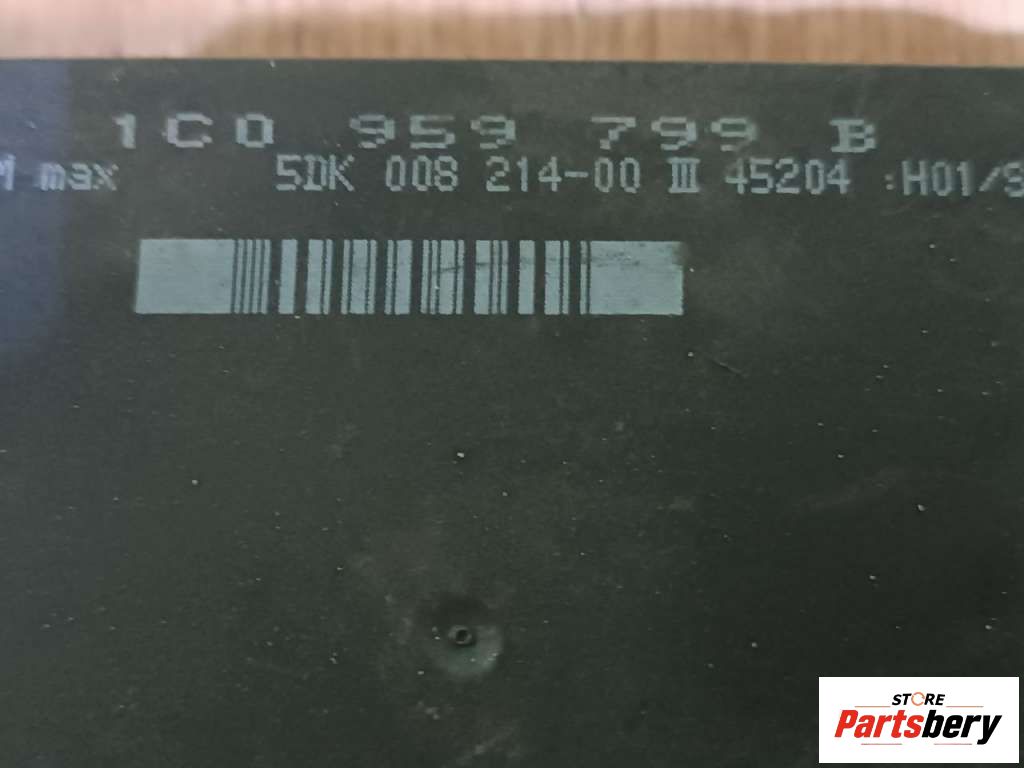 1C0 959 799 B
M max 5DK 008 214-00 III 45204 :H01/S
STORE
Partsbery